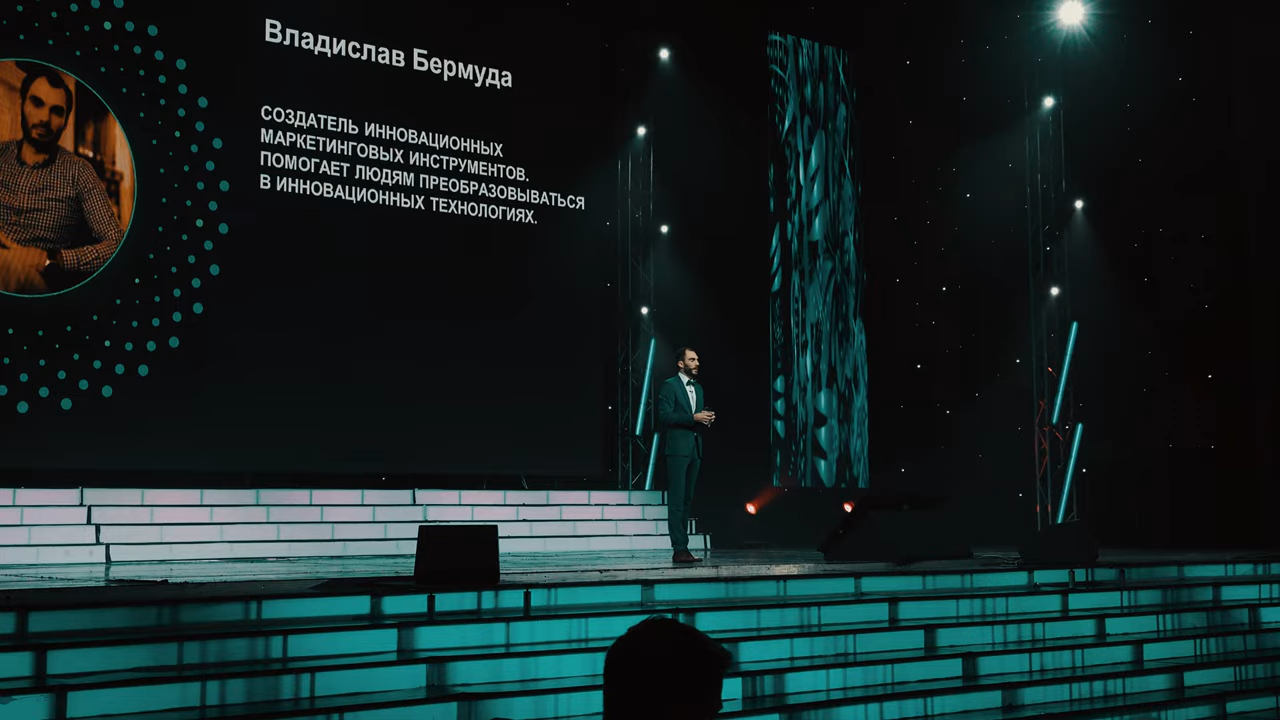 Владислав Бермуда
СОЗДАТЕЛЬ ИННОВАЦИОННЫХ
МАРКЕТИНГОВЫХ ИНСТРУМЕНТОВ.
ПОМОГАЕТ ЛЮДЯМ ПРЕОБРАЗОВЫВАТЬСЯ
В ИННОВАЦИОННЫХ ТЕХНОЛОГИЯХ.